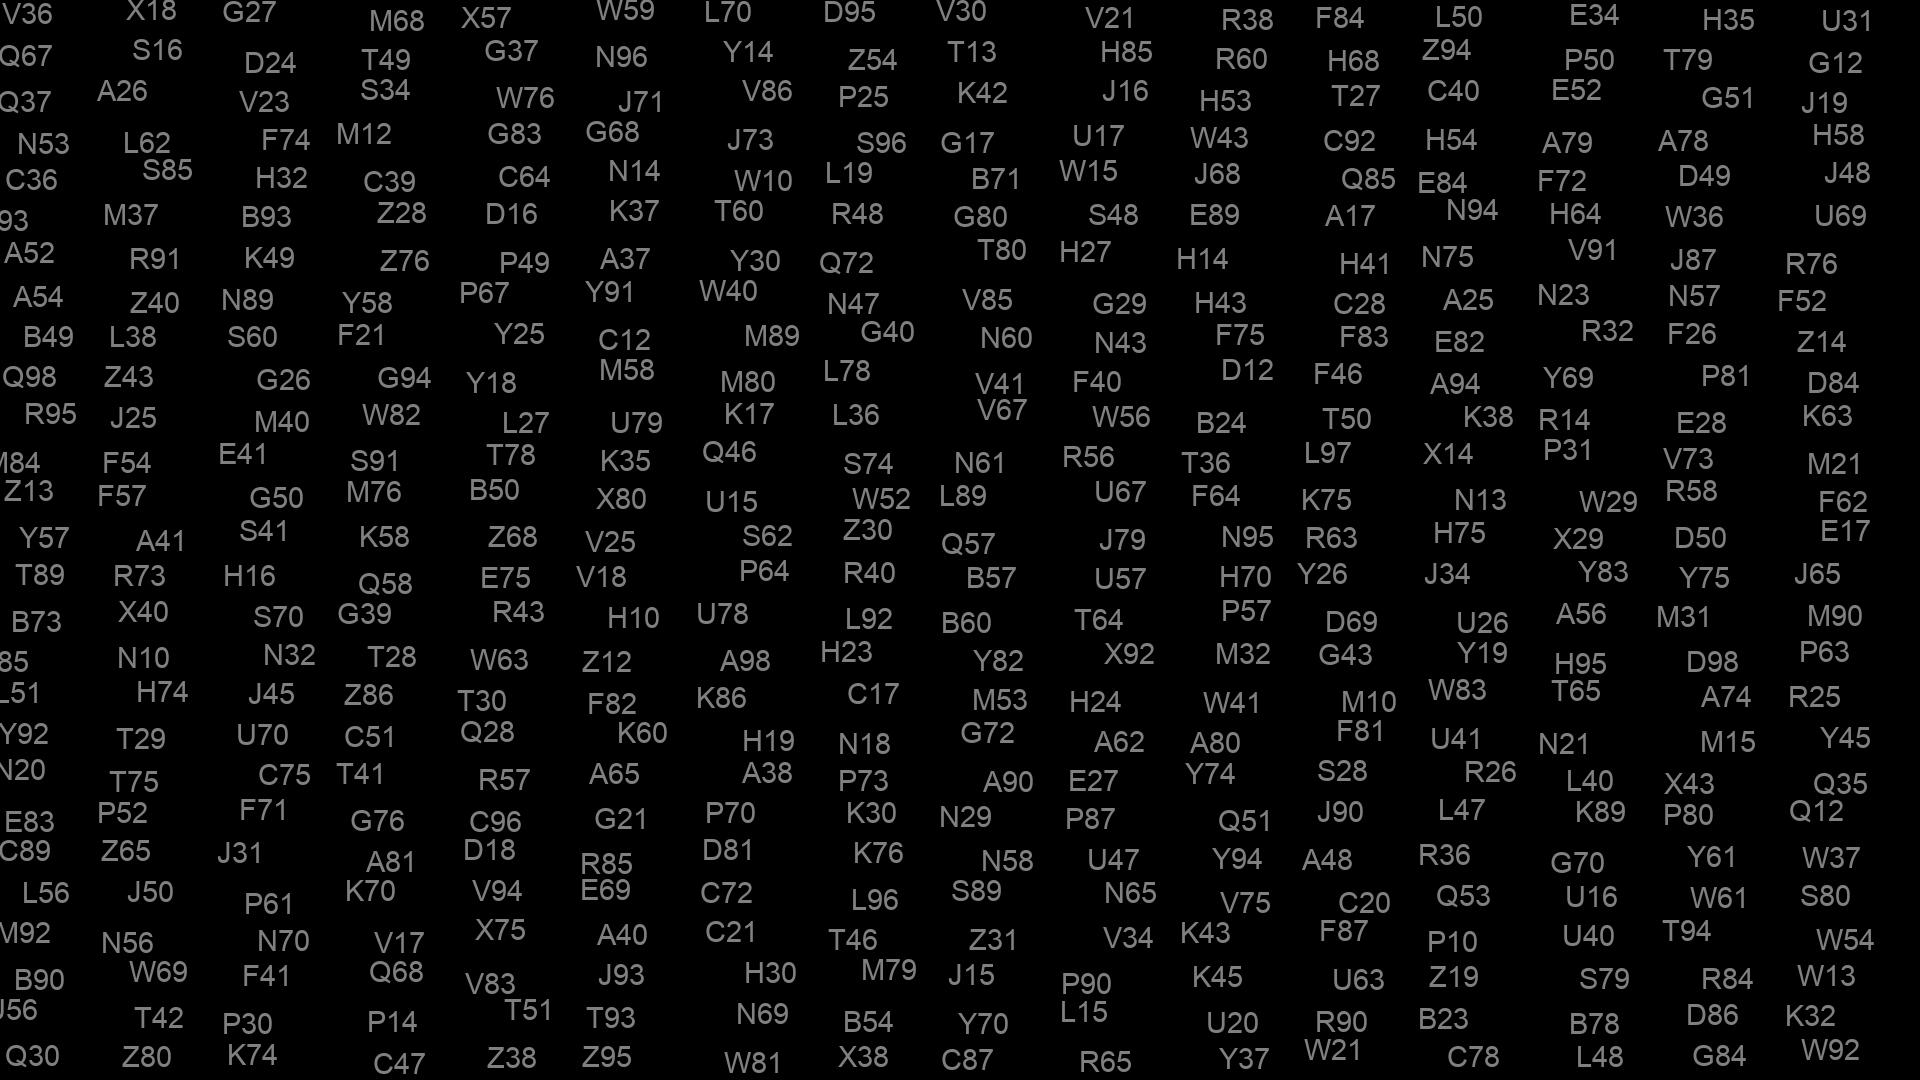 V36 X18 G27 M68 X57 W59 L70 D95 V30 V21 R38 F84 L50 E34 H35 U31
Q67 S16 D24 T49 G37 N96 Y14 Z54 T13 H85 R60 H68 Z94 P50 T79 G12
Q37 A26 V23 S34 W76 J71 V86 P25 K42 J16 H53 T27 C40 E52 G51 J19
N53 L62 F74 M12 G83 G68 J73 S96 G17 U17 W43 C92 H54 A79 A78 H58
C36 S85 H32 C39 C64 N14 W10 L19 B71 W15 J68 Q85 E84 F72 D49 J48
93 M37 B93 Z28 D16 K37 T60 R48 G80 S48 E89 A17 N94 H64 W36 U69
A52 R91 K49 Z76 P49 A37 Y30 Q72 T80 H27 H14 H41 N75 V91 J87 R76
A54 Z40 N89 Y58 P67 Y91 W40 N47 V85 G29 H43 C28 A25 N23 N57 F52
B49 L38 S60 F21 Y25 C12 M89 G40 N60 N43 F75 F83 E82 R32 F26 Z14
Q98 Z43 G26 G94 Y18 M58 M80 L78 V41 F40 D12 F46 A94 Y69 P81 D84
R95 J25 M40 W82 L27 U79 K17 L36 V67 W56 B24 T50 K38 R14 E28 K63
M84 F54 E41 S91 T78 K35 Q46 S74 N61 R56 T36 L97 X14 P31 V73 M21
Z13 F57 G50 M76 B50 X80 U15 W52 L89 U67 F64 K75 N13 W29 R58 F62
Y57 A41 S41 K58 Z68 V25 S62 Z30 Q57 J79 N95 R63 H75 X29 D50 E17
T89 R73 H16 Q58 E75 V18 P64 R40 B57 U57 H70 Y26 J34 Y83 Y75 J65
B73 X40 S70 G39 R43 H10 U78 L92 B60 T64 P57 D69 U26 A56 M31 M90
85 N10 N32 T28 W63 Z12 A98 H23 Y82 X92 M32 G43 Y19 H95 D98 P63
L51 H74 J45 Z86 T30 F82 K86 C17 M53 H24 W41 M10 W83 T65 A74 R25
Y92 T29 U70 C51 Q28 K60 H19 N18 G72 A62 A80 F81 U41 N21 M15 Y45
N20 T75 C75 T41 R57 A65 A38 P73 A90 E27 Y74 S28 R26 L40 X43 Q35
E83 P52 F71 G76 C96 G21 P70 K30 N29 P87 Q51 J90 L47 K89 P80 Q12
C89 Z65 J31 A81 D18 R85 D81 K76 N58 U47 Y94 A48 R36 G70 Y61 W37
L56 J50 P61 K70 V94 E69 C72 L96 S89 N65 V75 C20 Q53 U16 W61 S80
M92 N56 N70 V17 X75 A40 C21 T46 Z31 V34 K43 F87 P10 U40 T94 W54
B90 W69 F41 Q68 V83 J93 H30 M79 J15 P90 K45 U63 Z19 S79 R84 W13
56 T42 P30 P14 T51 T93 N69 B54 Y70 L15 U20 R90 B23 B78 D86 K32
Q30 Z80 K74 C47 Z38 Z95 W81 X38 C87 R65 Y37 W21 C78 L48 G84 W92